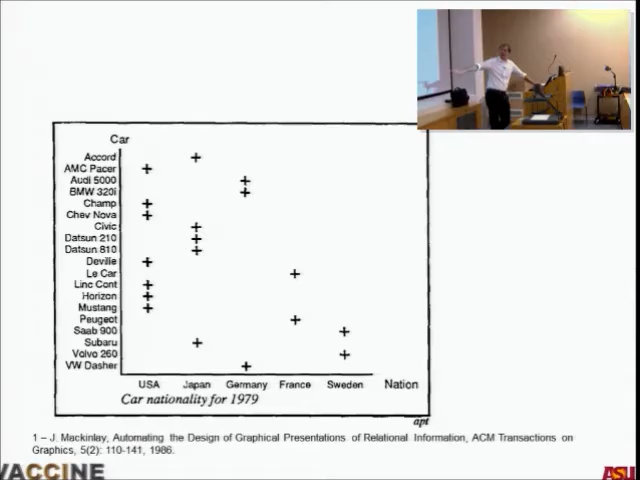 Car
Accord
AMC Pacer
Audi 5000
BMW 320i
Champ
Chev Nova
Civic
Datsun 210
Datsun 810
Deville
Le Car
Linc Cont
Horizon
Mustang
Peugeot
Saab 900
Subaru
Volvo 260
VW Dasher
USA Japan Germany France Sweden Nation
Car nationality for 1979
apt
1 – J. Mackinlay, Automating the Design of Graphical Presentations of Relational Information, ACM Transactions on
Graphics, 5(2): 110-141, 1986.
VACCINE
ASU